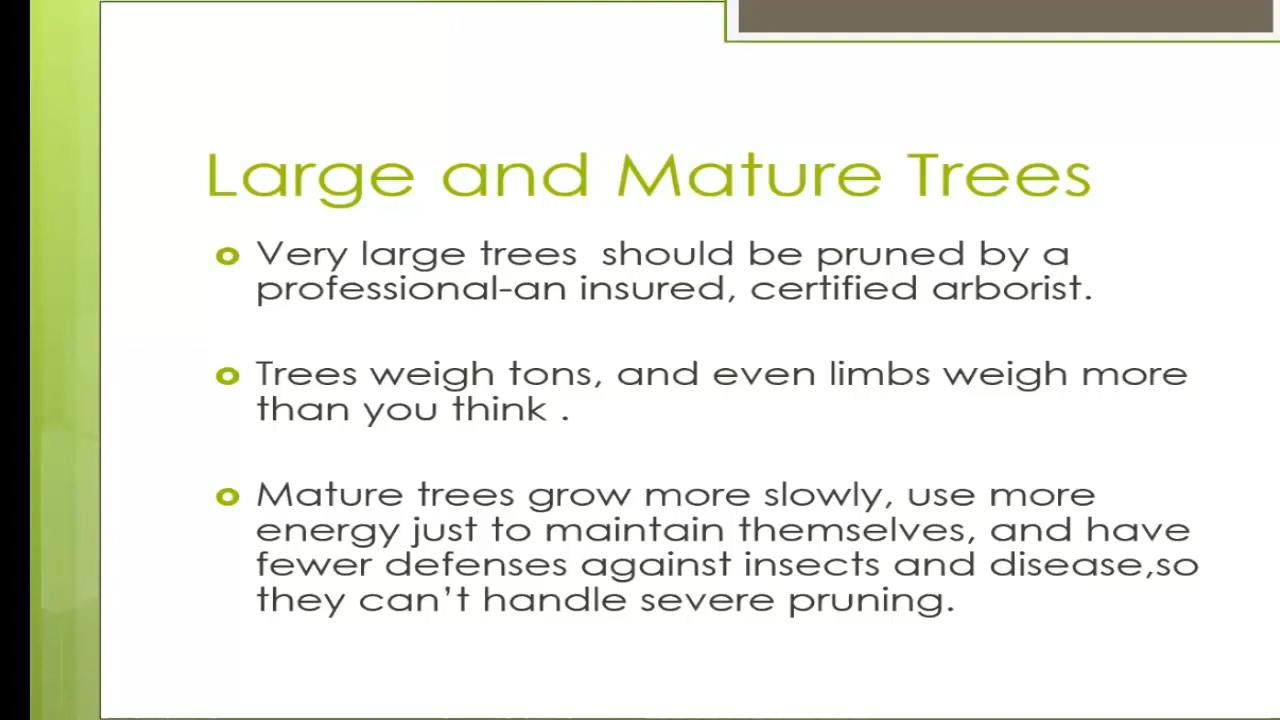 Large and Mature Trees
Very large trees  should be pruned by a
professional-an insured, certified arborist.
Trees weigh tons, and even limbs weigh more
than you think .
Mature trees grow more slowly, use more
energy just to maintain themselves, and have
fewer defenses against insects and disease,so
they can’t handle severe pruning.